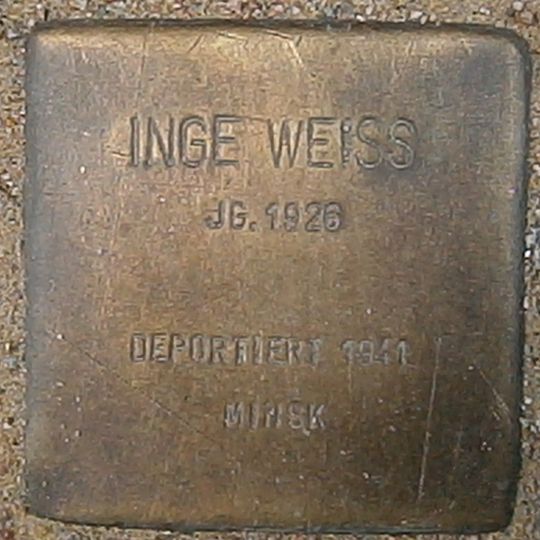 INGE WEISS
JG. 1926
DEPORTIERT 1941
MINSK